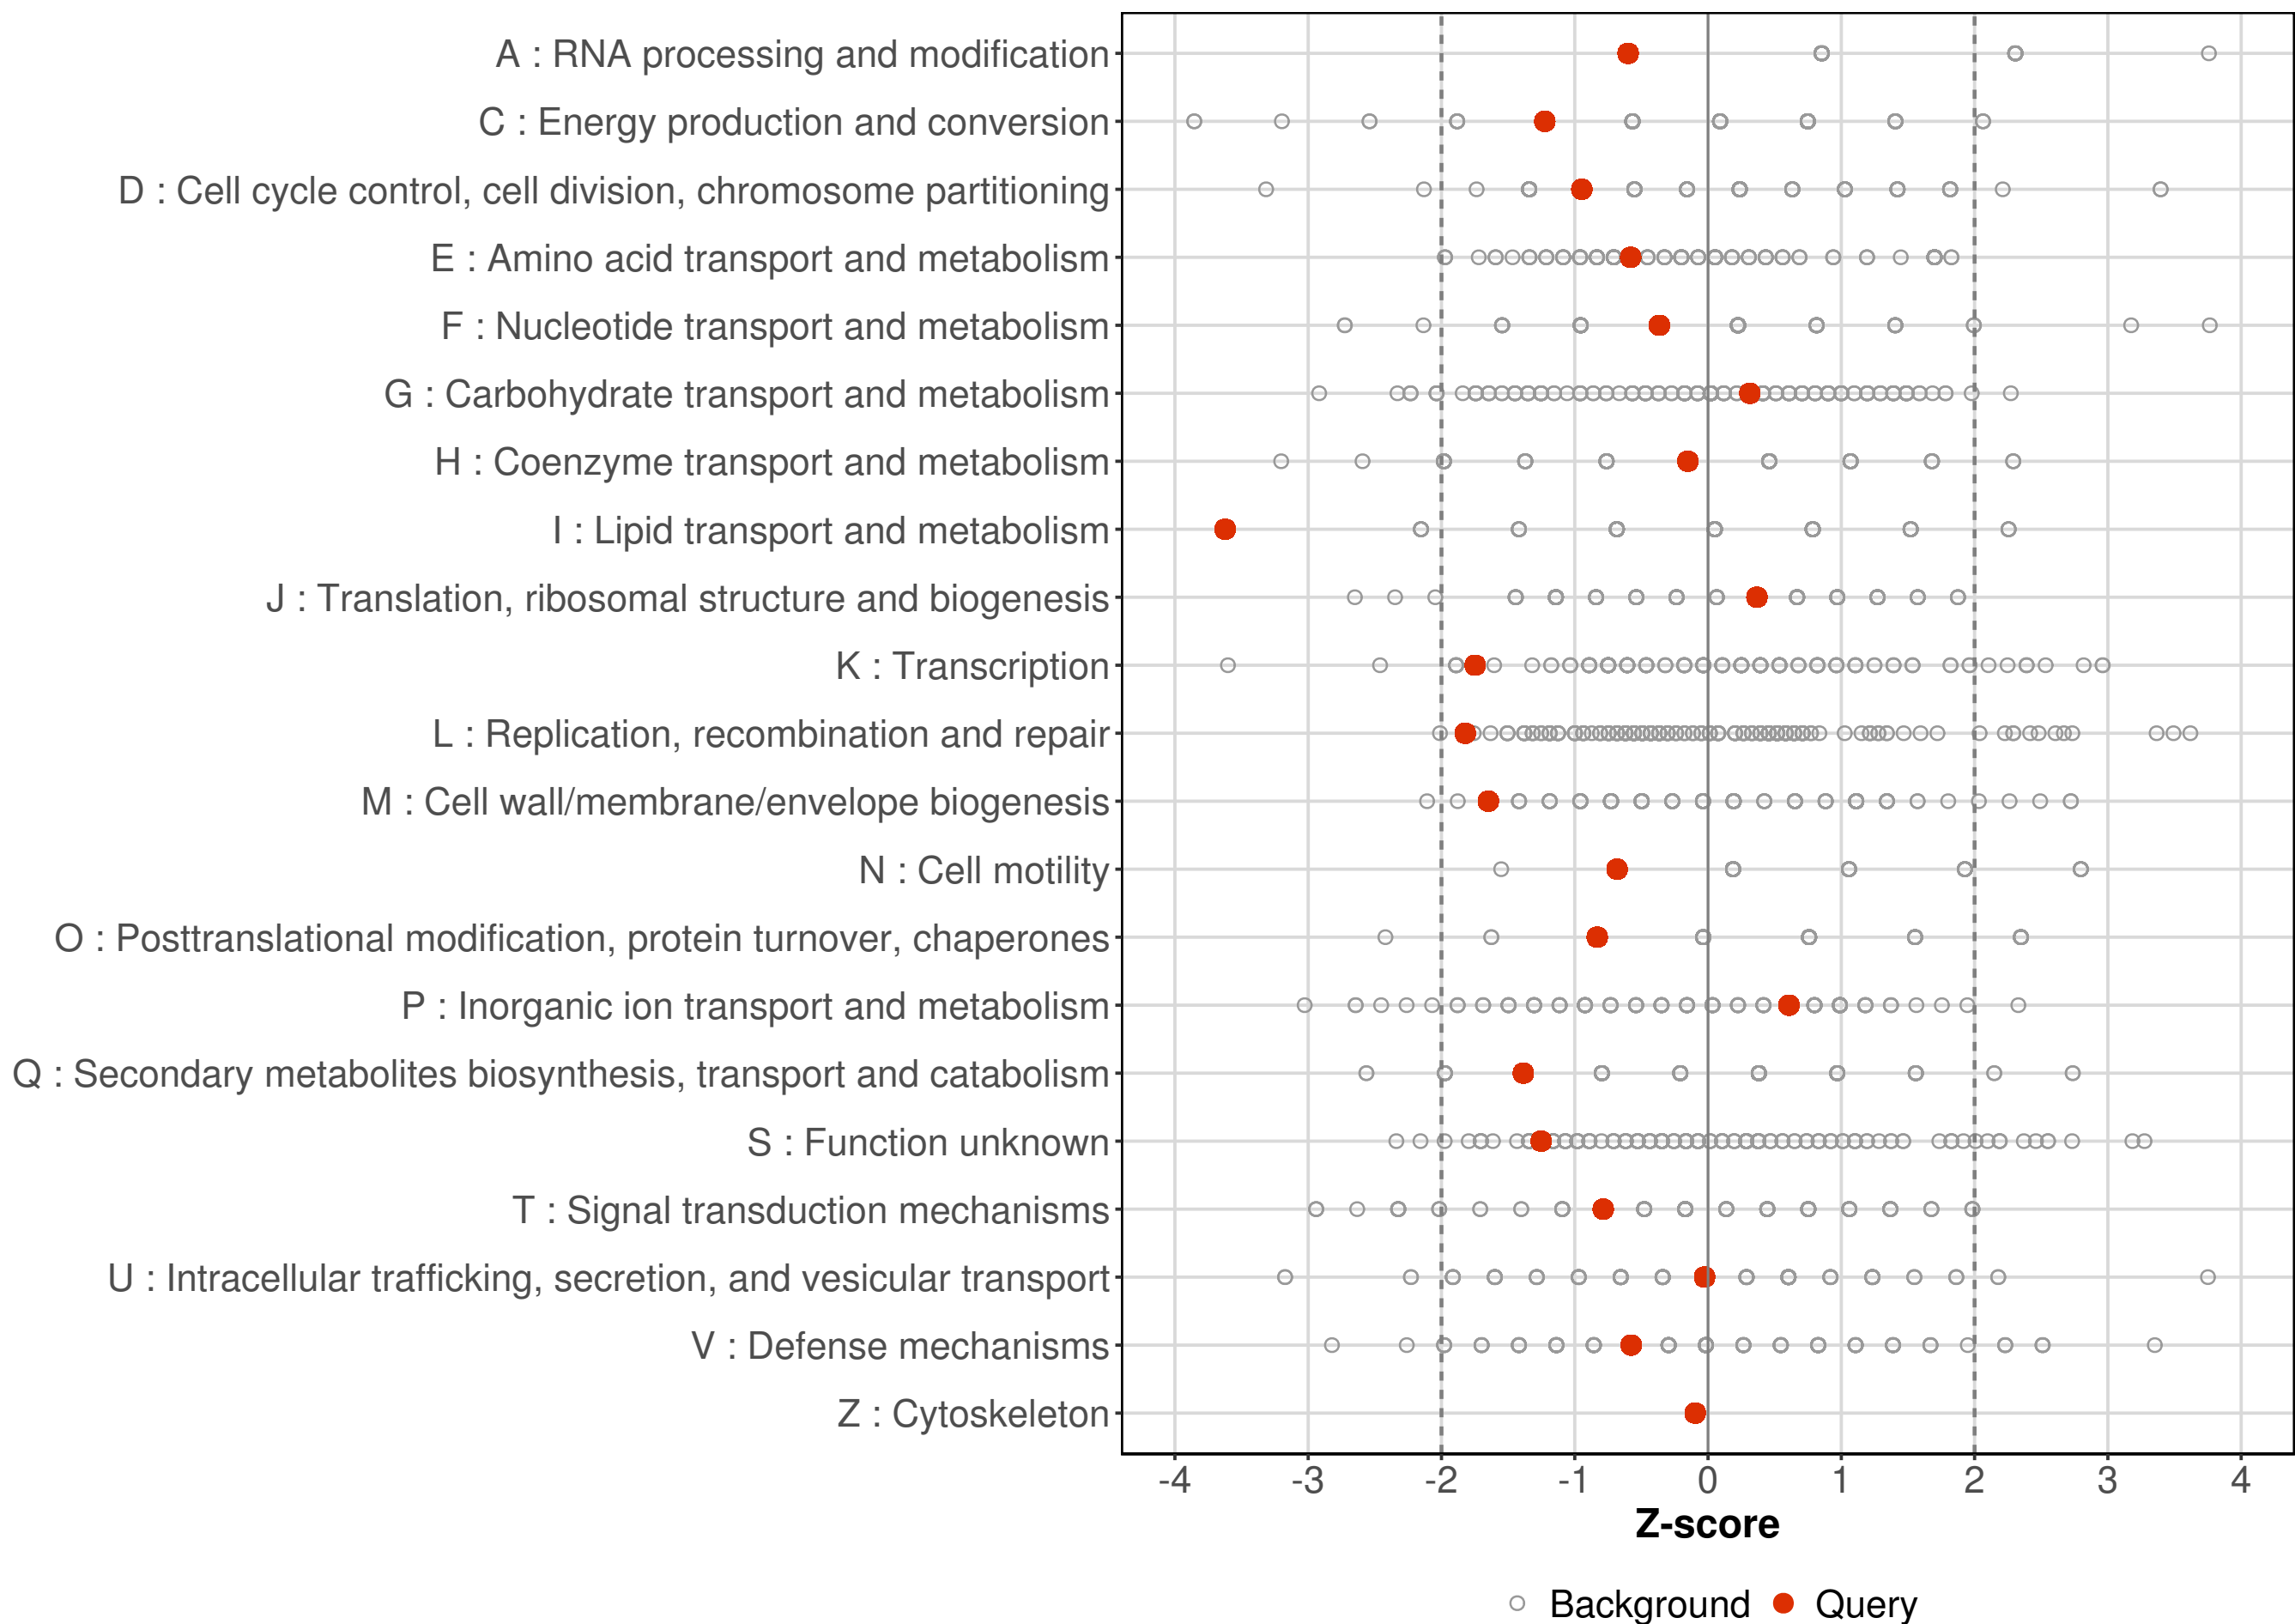 A : RNA processing and modification
C : Energy production and conversion
D : Cell cycle control, cell division, chromosome partitioning
E : Amino acid transport and metabolism
F : Nucleotide transport and metabolism
G : Carbohydrate transport and metabolism
H : Coenzyme transport and metabolism
I : Lipid transport and metabolism
J : Translation, ribosomal structure and biogenesis
K : Transcription
L : Replication, recombination and repair
M : Cell wall/membrane/envelope biogenesis
N : Cell motility
O : Posttranslational modification, protein turnover, chaperones
P : Inorganic ion transport and metabolism
Q : Secondary metabolites biosynthesis, transport and catabolism
S : Function unknown
T : Signal transduction mechanisms
U : Intracellular trafficking, secretion, and vesicular transport
V : Defense mechanisms
Z : Cytoskeleton
-4 -3 -2 -1 0 1 2 3 4
Z-score
Background Query